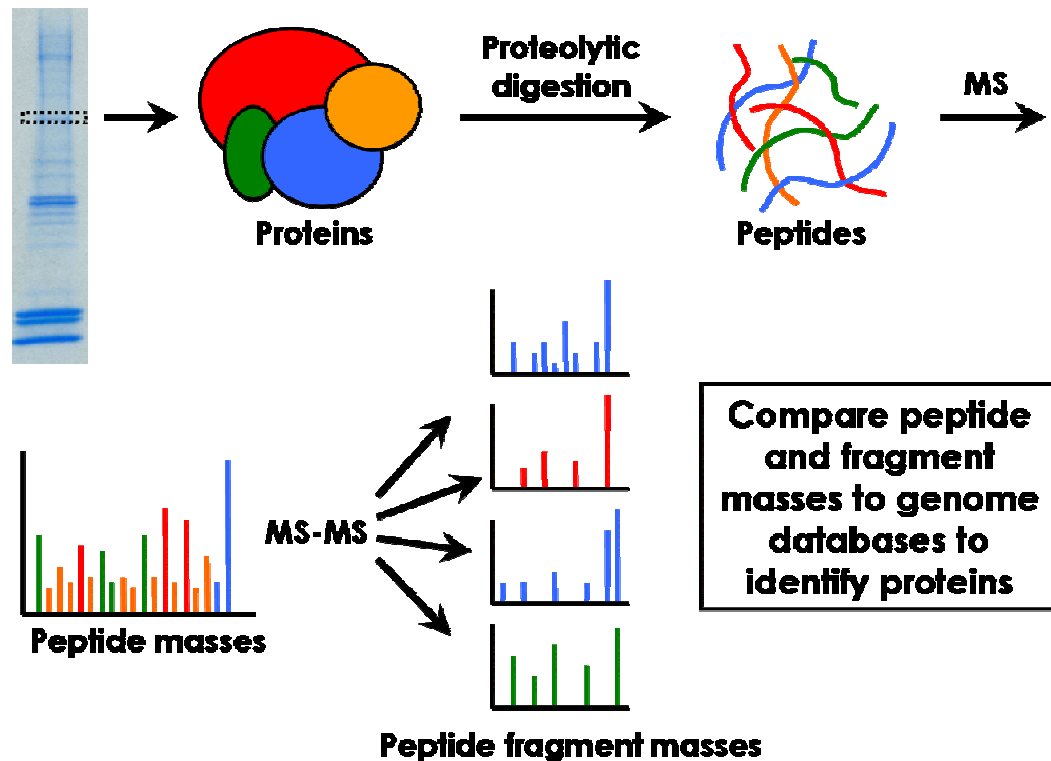 Proteolytic
digestion
MS
Proteins
Peptides
MS-MS
Peptide masses
Compare peptide
and fragment
masses to genome
databases to
identify proteins
Peptide fragment masses